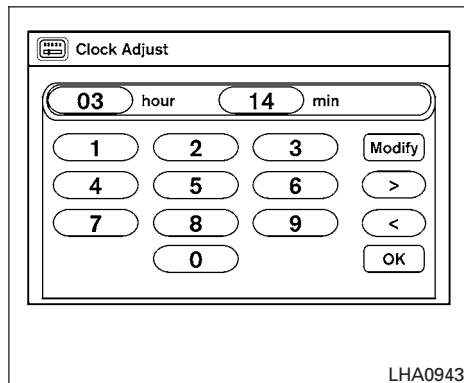 Clock Adjust
03 hour 14 min
1 2 3 Modify
4 5 6 >
7 8 9 <
0 OK
LHA0943